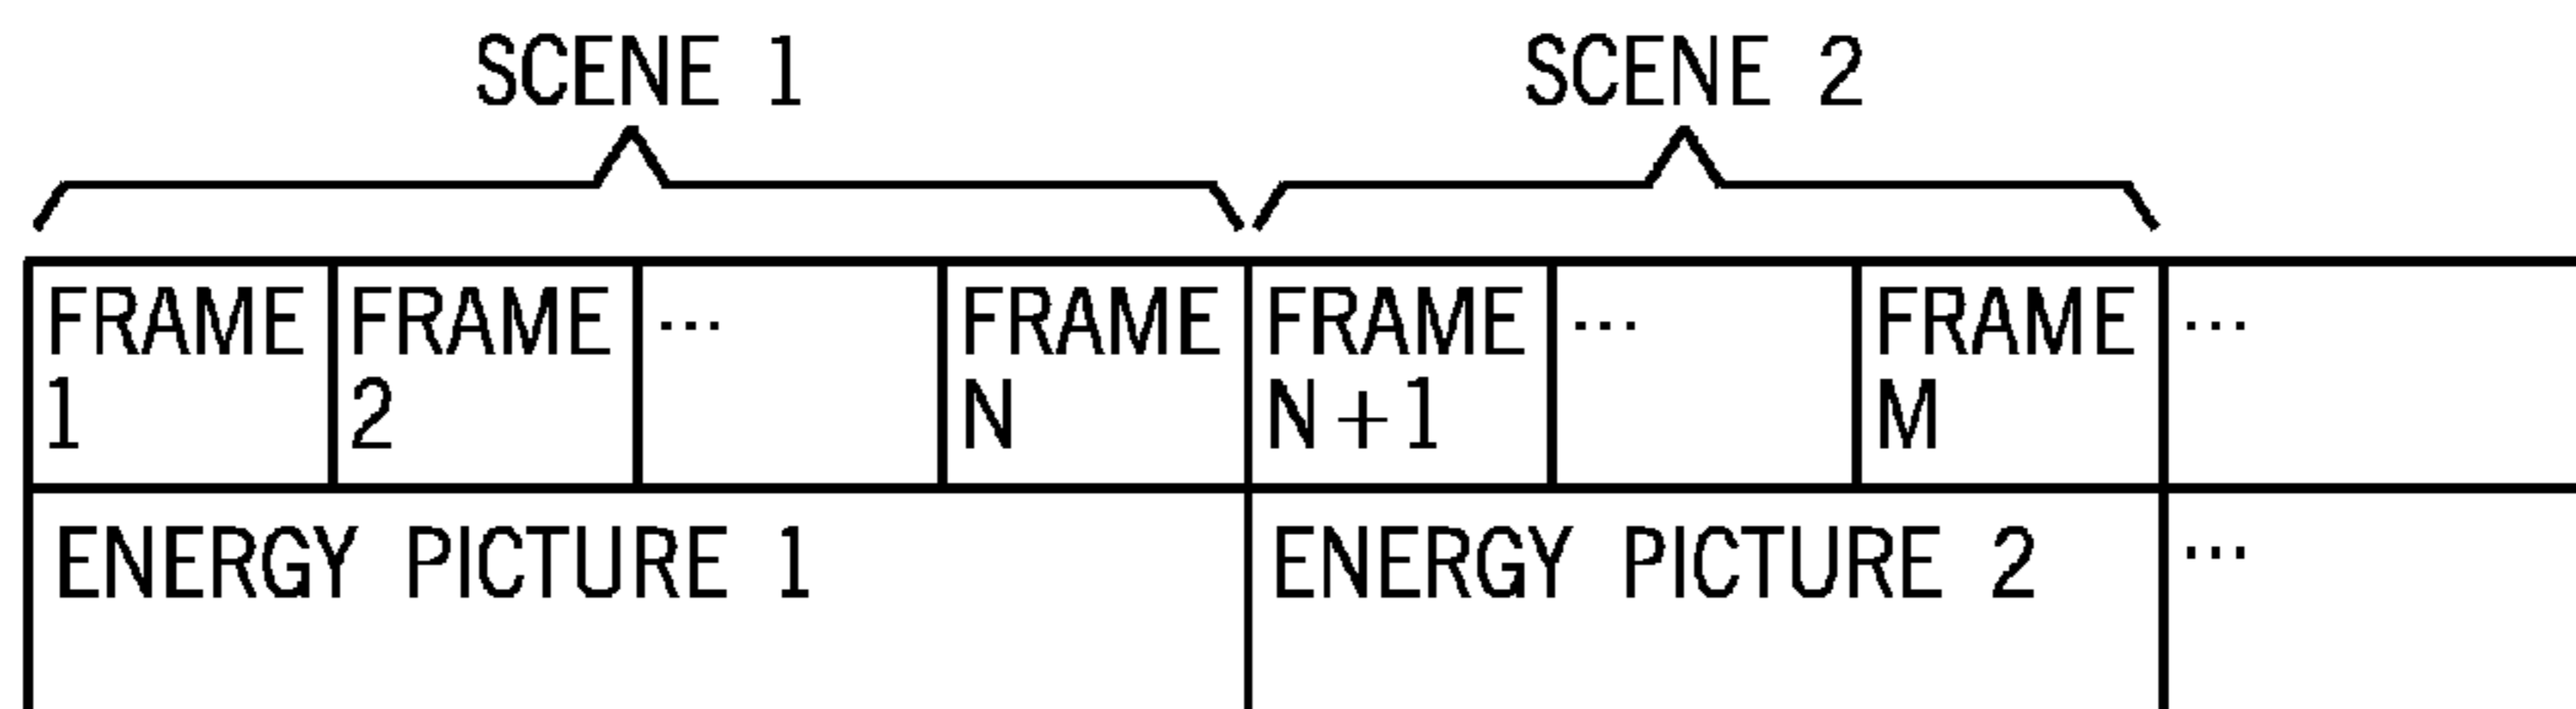 SCENE 1 SCENE 2
FRAME 1 FRAME 2 ... FRAME N FRAME N+1 ... FRAME M ...
ENERGY PICTURE 1 ENERGY PICTURE 2 ...